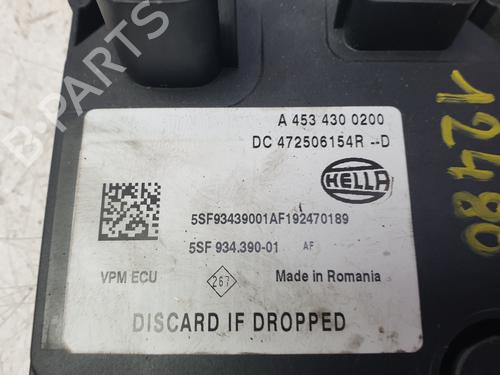 A 453 430 0200
DC 472506154R --D
HELLA
5SF93439001AF192470189
5SF 934.390-01 AF
VPM ECU
267
Made in Romania
DISCARD IF DROPPED
12480
B-PARTS